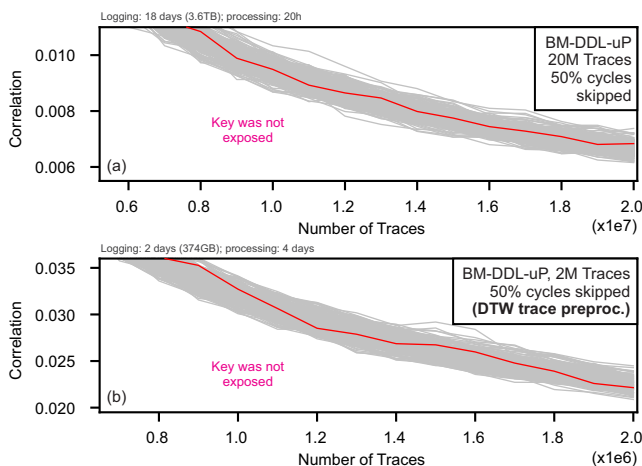 Logging: 18 days (3.6TB); processing: 20h
BM-DDL-uP
20M Traces
50% cycles
skipped
0.010
0.008
0.006
Correlation
Key was not
exposed
(a)
0.6 0.8 1.0 1.2 1.4 1.6 1.8 2.0
Number of Traces
(x1e7)
Logging: 2 days (374GB); processing: 4 days
BM-DDL-uP, 2M Traces
50% cycles skipped
(DTW trace preproc.)
0.035
0.030
0.025
0.020
Correlation
Key was not
exposed
(b)
0.8 1.0 1.2 1.4 1.6 1.8 2.0
Number of Traces
(x1e6)